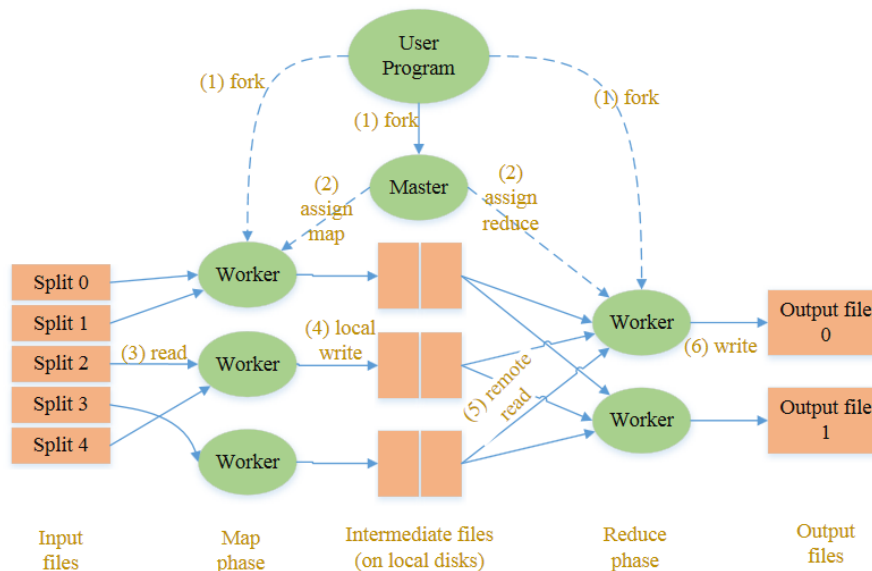 User
Program
(1) fork
(1) fork
(1) fork
Master
(2)
assign
map
(2)
assign
reduce
Split 0
Split 1
Split 2
Split 3
Split 4
(3) read
Worker
Worker
Worker
(4) local
write
(5) remote
read
Worker
Worker
(6) write
Output file
0
Output file
1
Input
files
Map
phase
Intermediate files
(on local disks)
Reduce
phase
Output
files